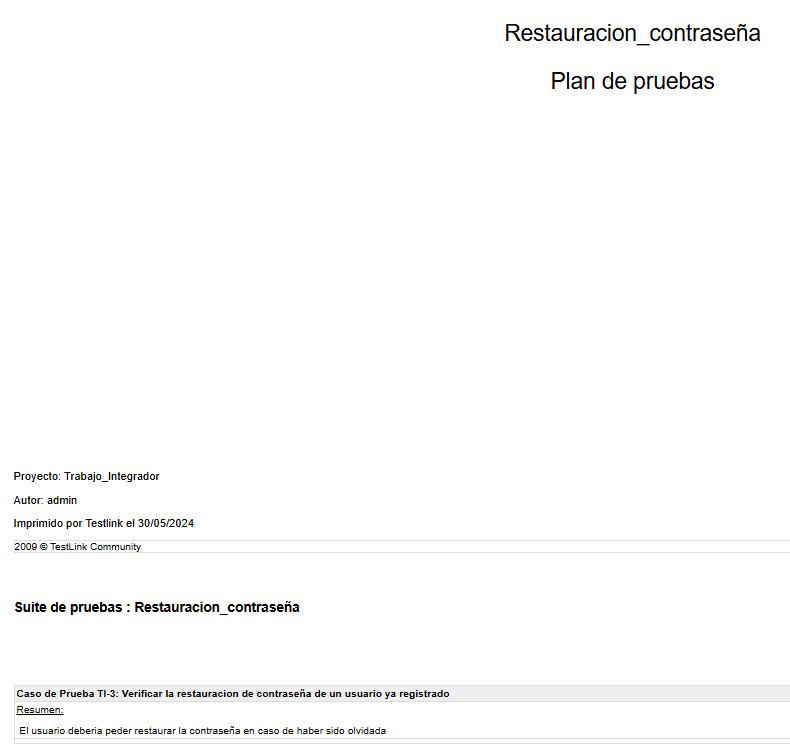 Restauracion_contraseña
Plan de pruebas
Proyecto: Trabajo_Integrador
Autor: admin
Imprimido por Testlink el 30/05/2024
2009 © TestLink Community
Suite de pruebas : Restauracion_contraseña
Caso de Prueba TI-3: Verificar la restauracion de contraseña de un usuario ya registrado
Resumen:
El usuario deberia peder restaurar la contraseña en caso de haber sido olvidada